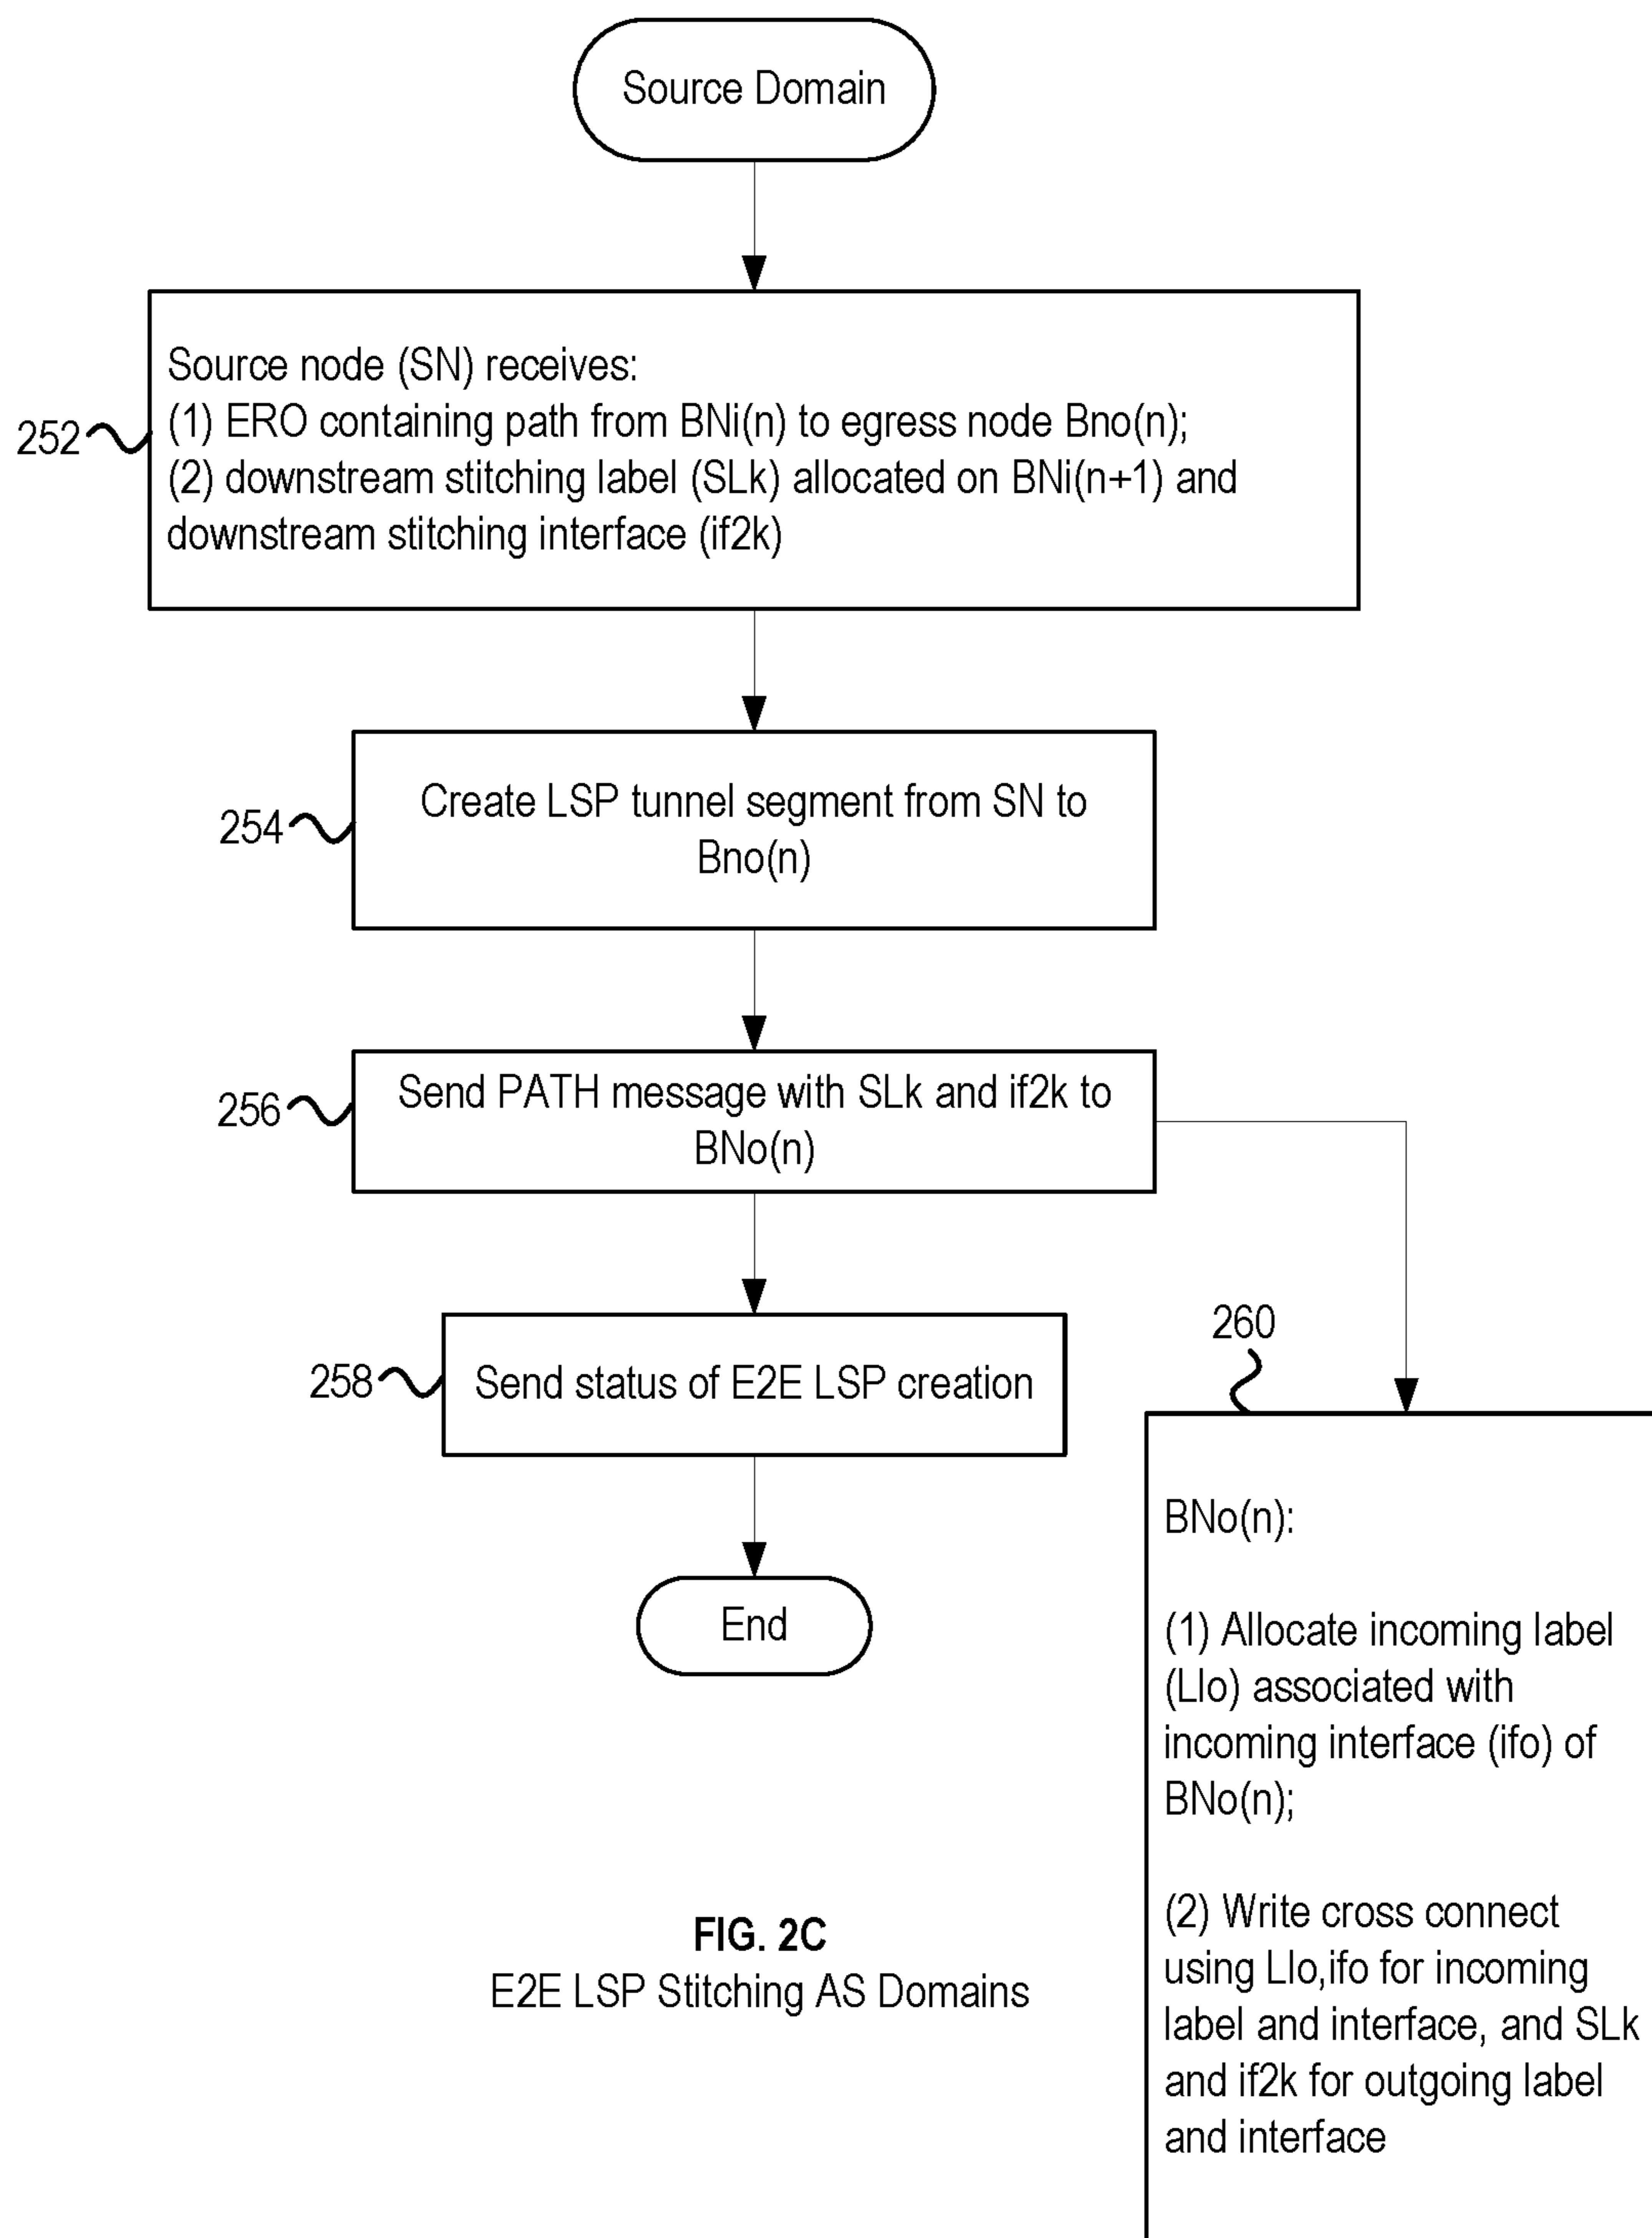 Source Domain
252
Source node (SN) receives:
(1) ERO containing path from BNi(n) to egress node Bno(n);
(2) downstream stitching label (SLk) allocated on BNi(n+1) and
downstream stitching interface (if2k)
254
Create LSP tunnel segment from SN to
Bno(n)
256
Send PATH message with SLk and if2k to
BNo(n)
258
Send status of E2E LSP creation
End
260
BNo(n):
(1) Allocate incoming label
(LIo) associated with
incoming interface (ifo) of
BNo(n);
(2) Write cross connect
using LIo,ifo for incoming
label and interface, and SLk
and if2k for outgoing label
and interface
FIG. 2C
E2E LSP Stitching AS Domains